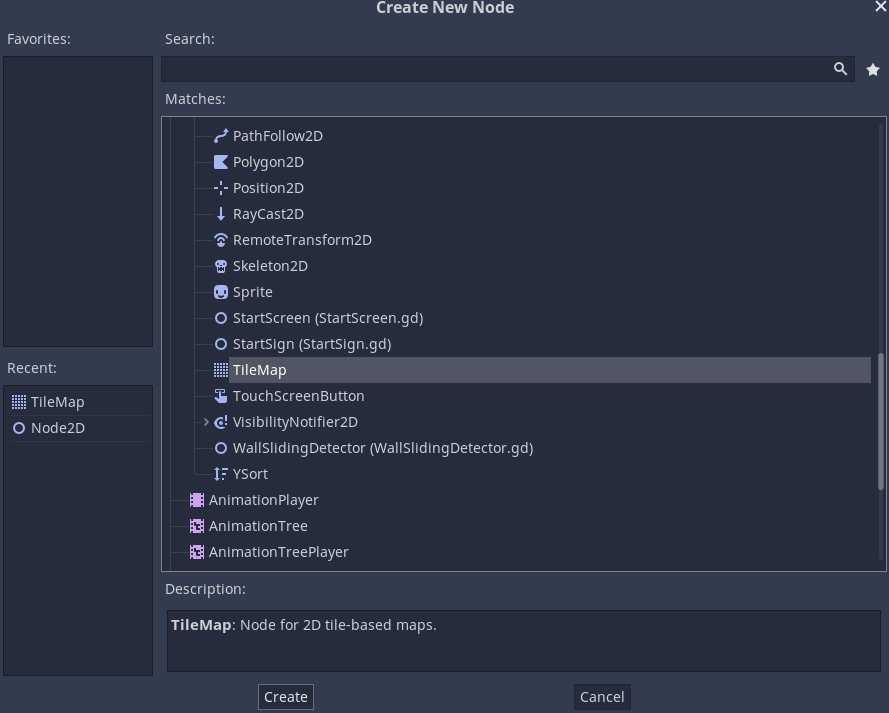 Create New Node
Favorites:
Search:
Matches:
PathFollow2D
Polygon2D
Position2D
RayCast2D
RemoteTransform2D
Skeleton2D
Sprite
StartScreen (StartScreen.gd)
StartSign (StartSign.gd)
TileMap
TouchScreenButton
VisibilityNotifier2D
WallSlidingDetector (WallSlidingDetector.gd)
YSort
AnimationPlayer
AnimationTree
AnimationTreePlayer
Recent:
TileMap
Node2D
Description:
TileMap: Node for 2D tile-based maps.
Create
Cancel